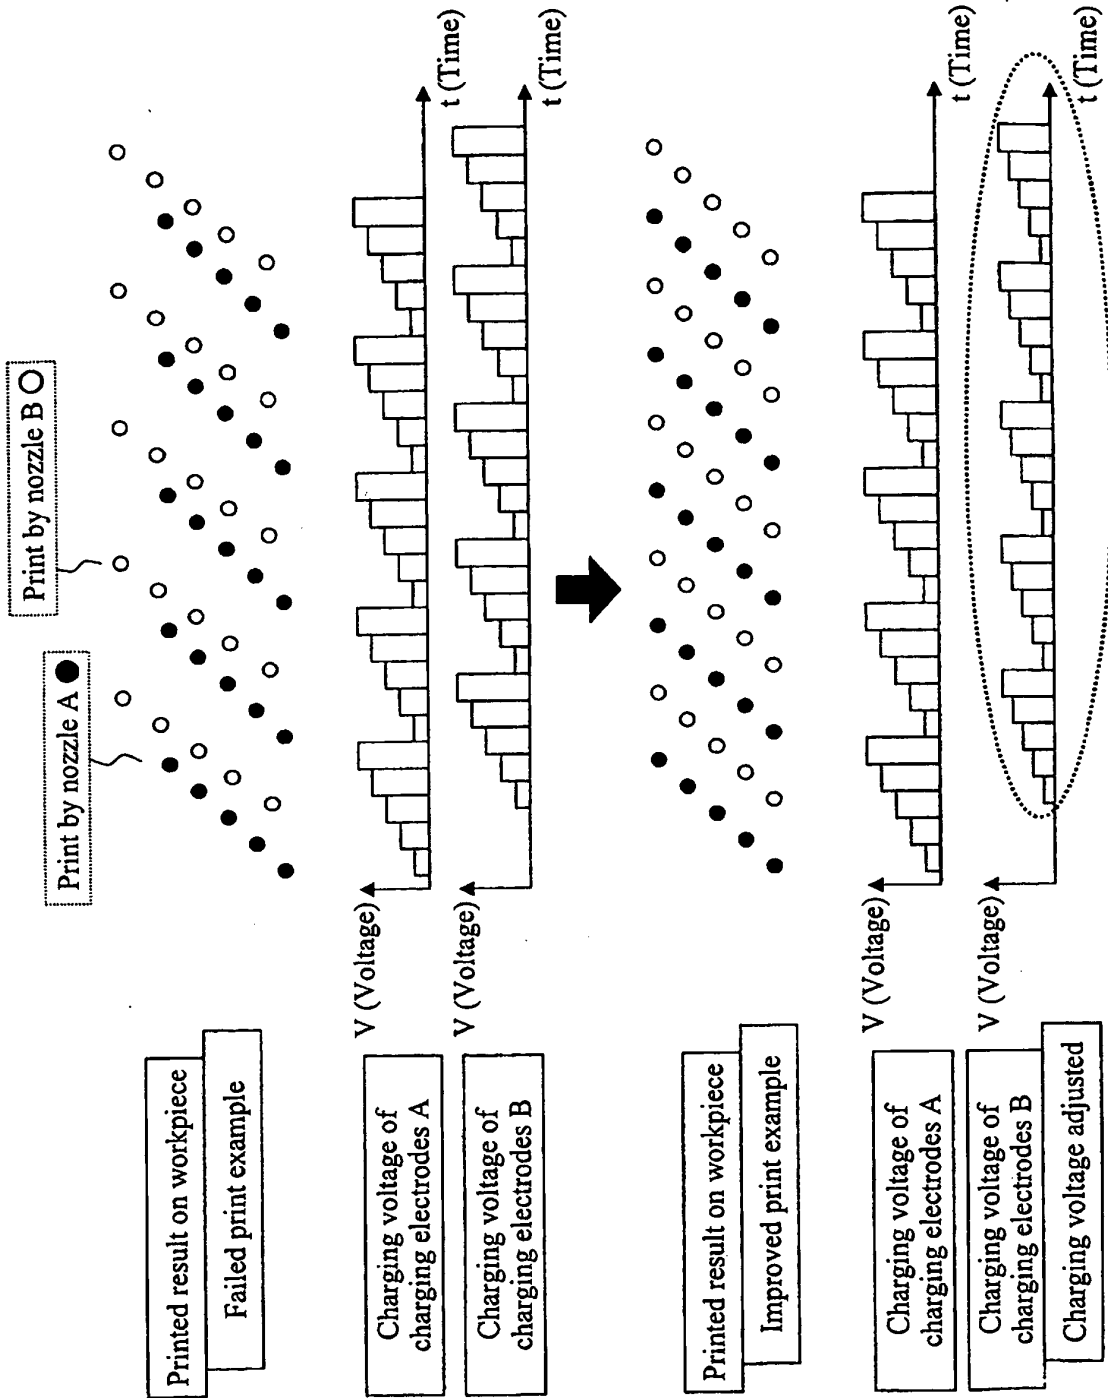 Print by nozzle A
Print by nozzle B
Printed result on workpiece
Failed print example
Charging voltage of
charging electrodes A
V (Voltage)
t (Time)
Charging voltage of
charging electrodes B
V (Voltage)
t (Time)
Printed result on workpiece
Improved print example
Charging voltage of
charging electrodes A
V (Voltage)
t (Time)
Charging voltage of
charging electrodes B
Charging voltage adjusted
V (Voltage)
t (Time)